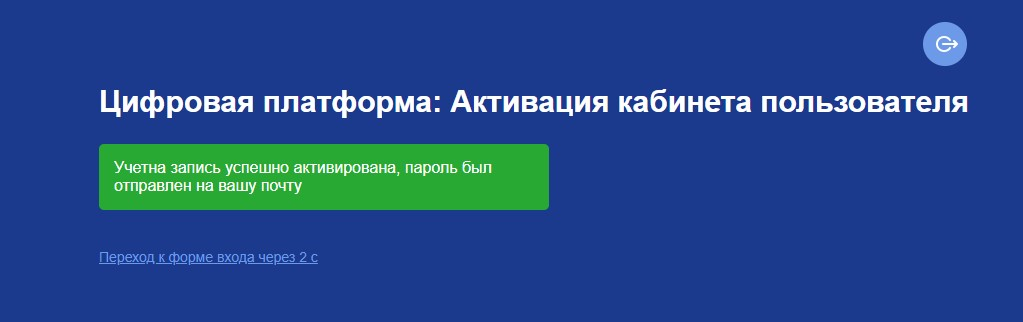 Цифровая платформа: Активация кабинета пользователя
Учетна запись успешно активирована, пароль был
отправлен на вашу почту
Переход к форме входа через 2 с